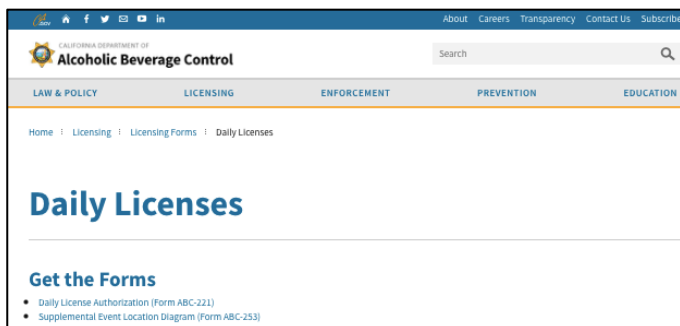 .GOV About Careers Transparency Contact Us Subscribe
CALIFORNIA DEPARTMENT OF
Alcoholic Beverage Control
Search
LAW & POLICY LICENSING ENFORCEMENT PREVENTION EDUCATION
Home Licensing Licensing Forms Daily Licenses
Daily Licenses
Get the Forms
Daily License Authorization (Form ABC-221)
Supplemental Event Location Diagram (Form ABC-253)